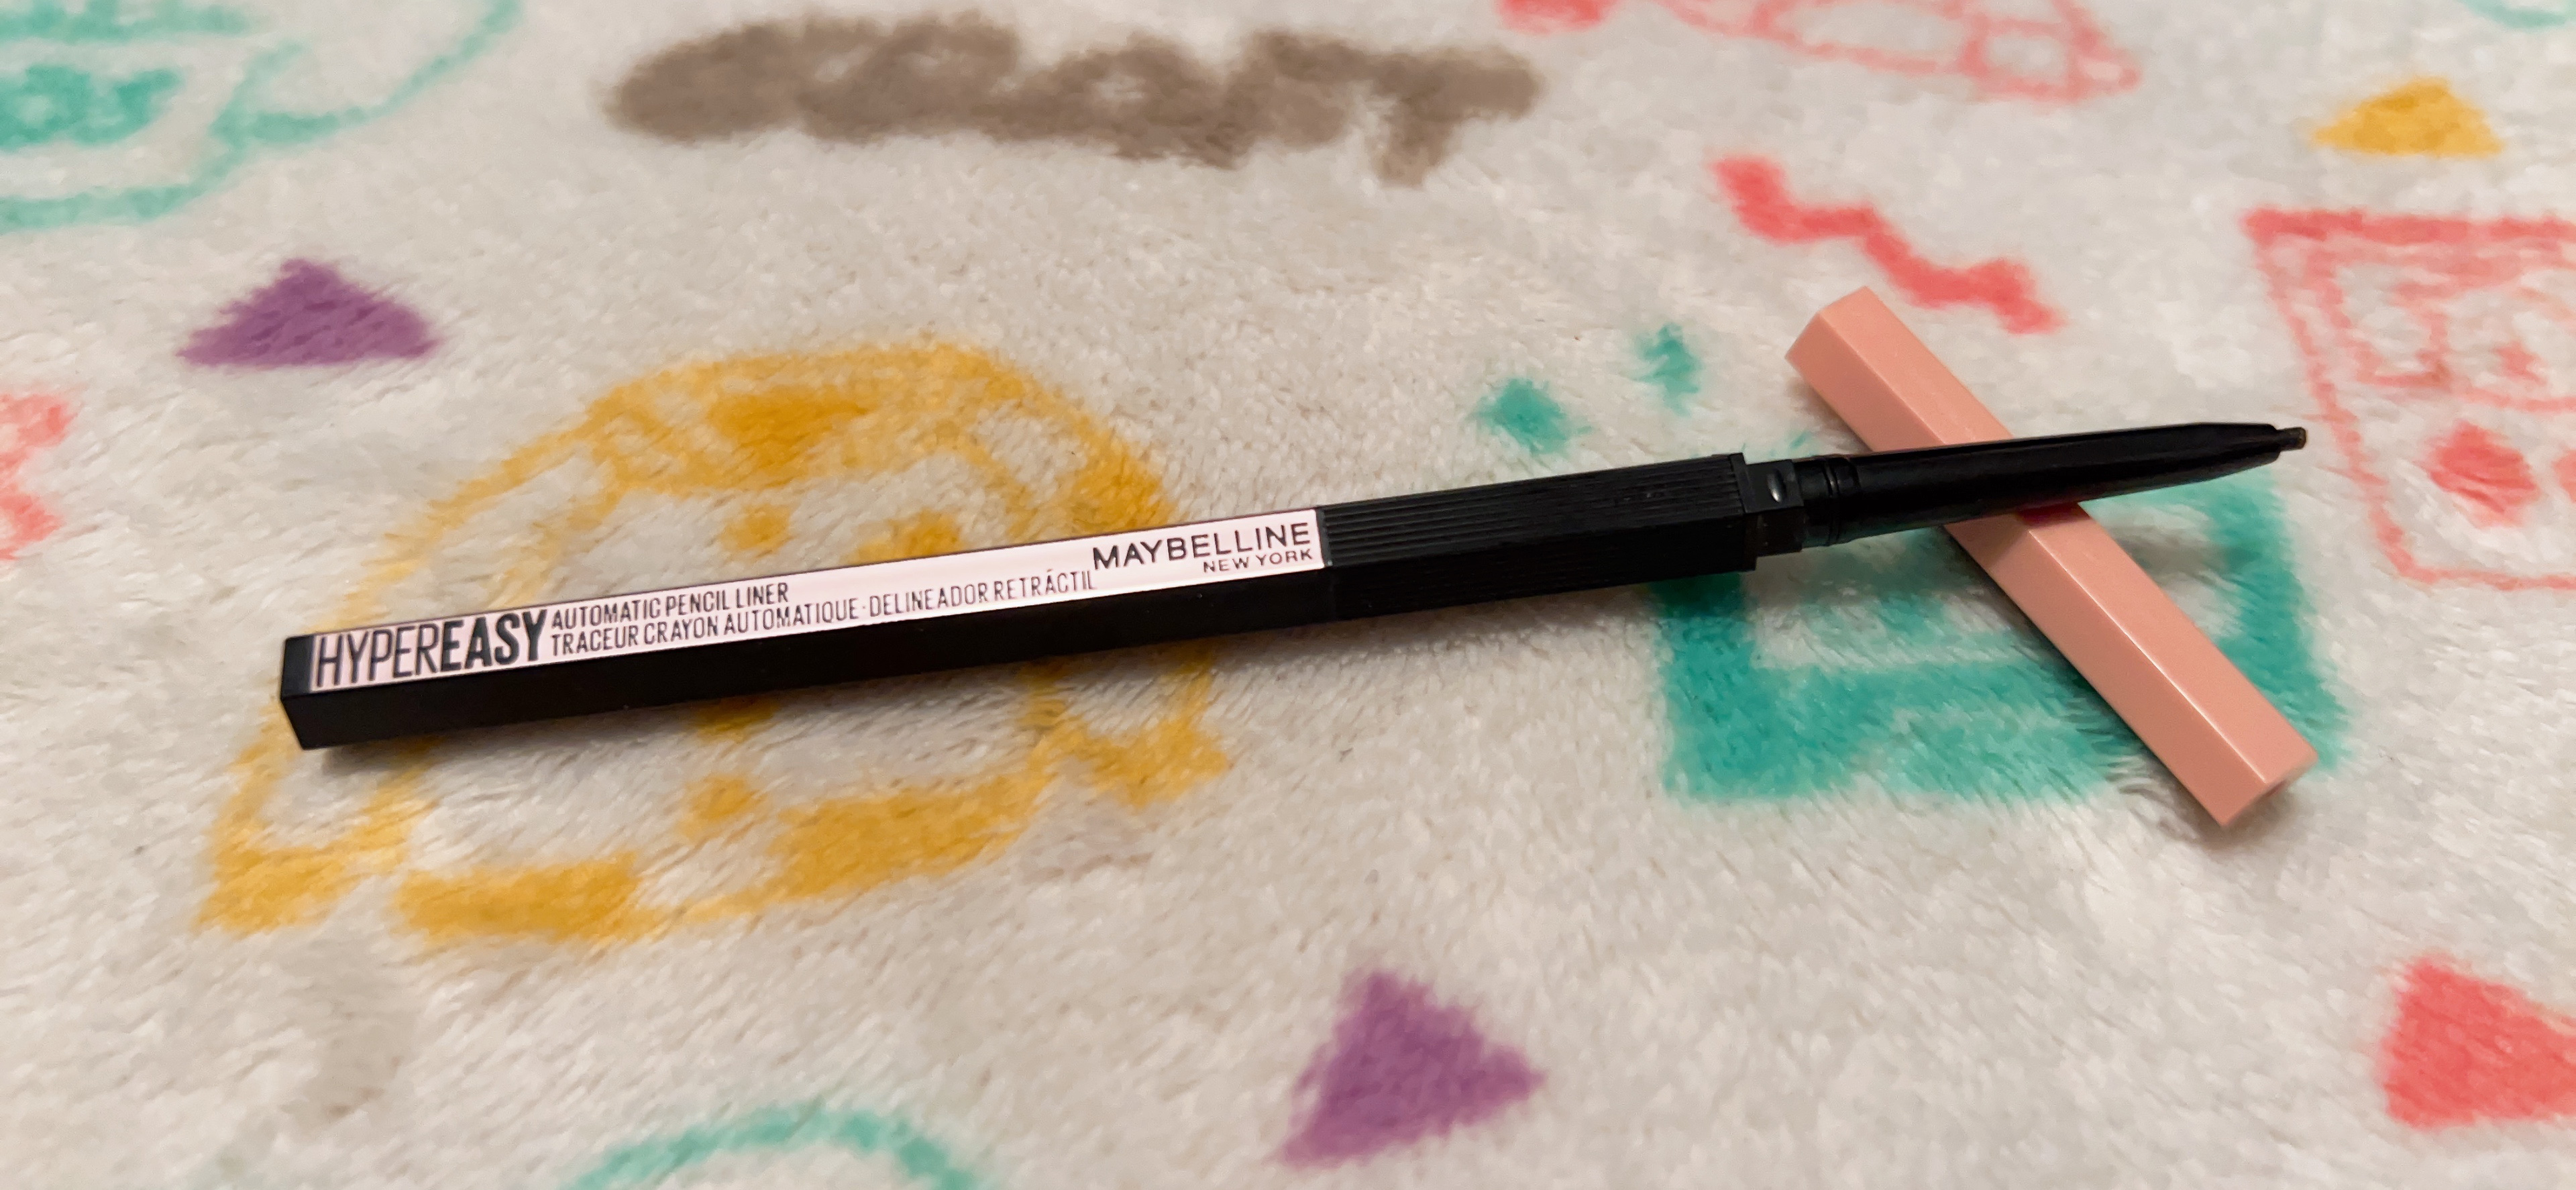 HYPEREASY
AUTOMATIC PENCIL LINER
TRACEUR CRAYON AUTOMATIQUE · DELINEADOR RETRÁCTIL
MAYBELLINE
NEW YORK